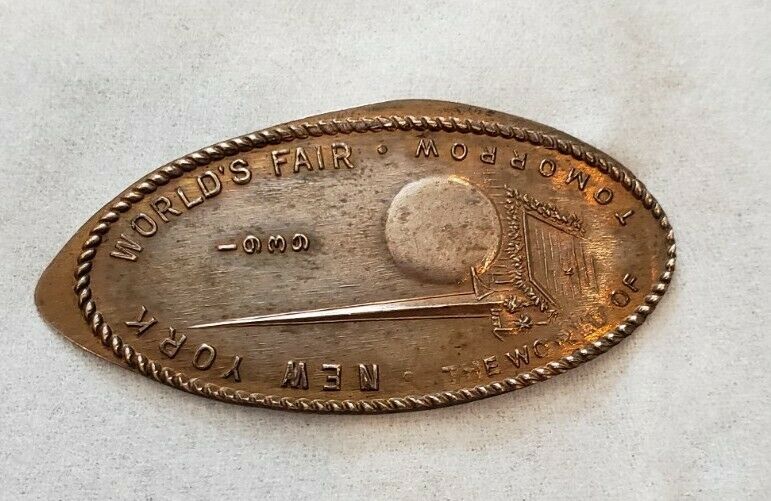 NEW YORK WORLD'S FAIR · THE WORLD OF TOMORROW ·
1939